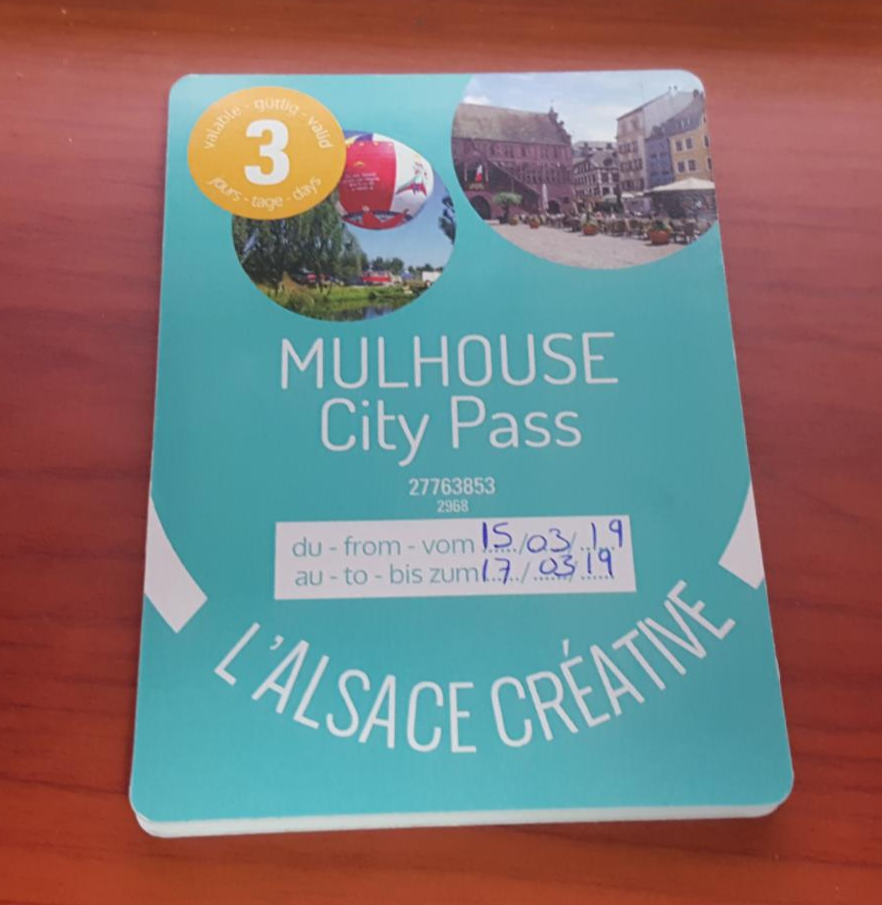 valable - gültig - valid
3
jours - tage - days
MULHOUSE
City Pass
27763853
2968
du - from - vom 15/03/19
au - to - bis zum 17/03/19
L'ALSACE CRÉATIVE